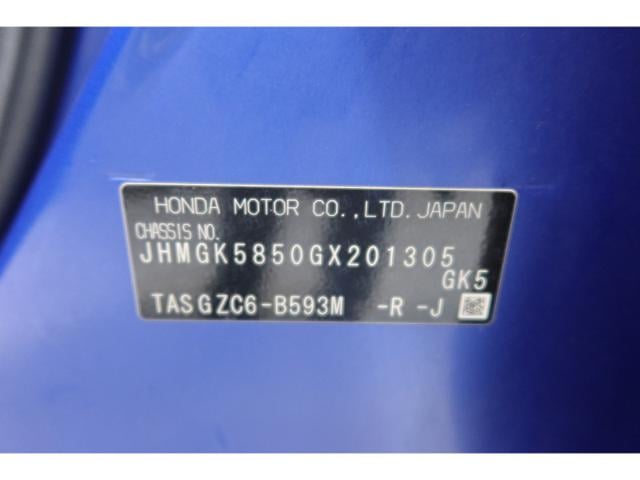 HONDA MOTOR CO.,LTD.JAPAN
CHASSIS NO.
JHMGK5850GX201305
GK5
TASGZC6-B593M -R -J